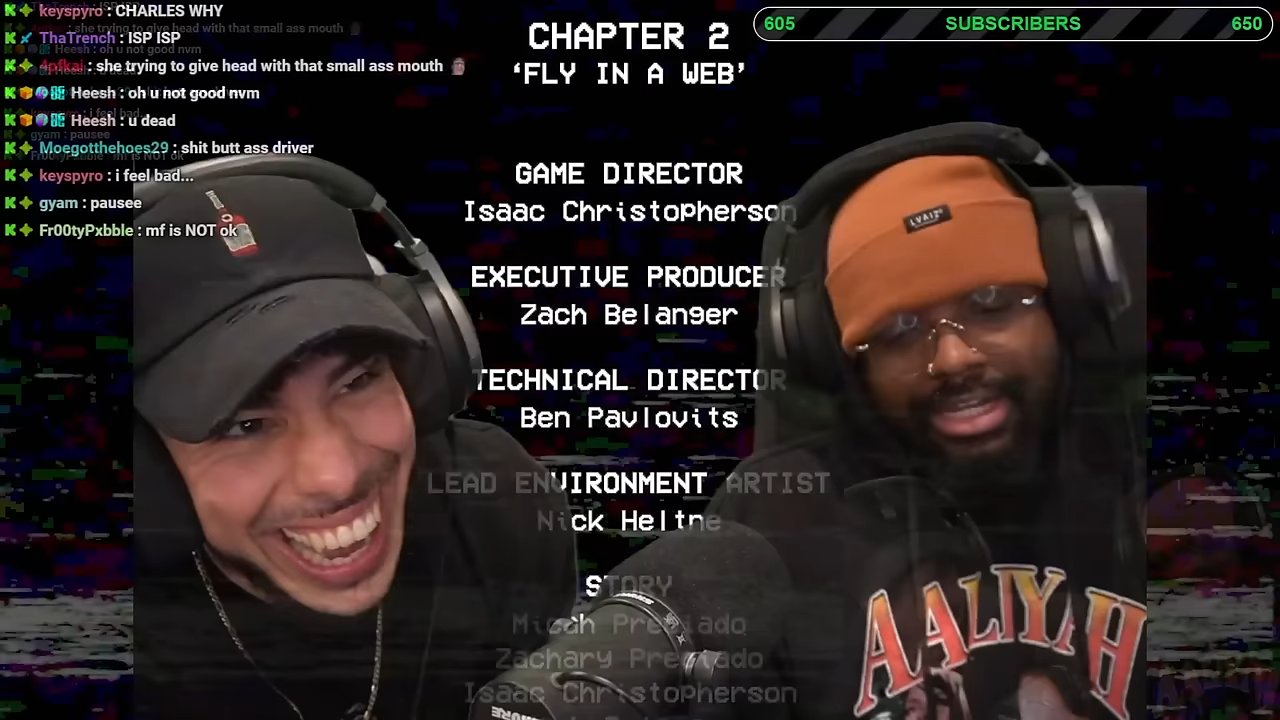 keyspyro : CHARLES WHY
ThaTrench : ISP ISP
4pfkai : she trying to give head with that small ass mouth
Heesh : oh u not good nvm
Heesh : u dead
Moegotthehoes29 : shit butt ass driver
keyspyro : i feel bad...
gyam : pausee
Fr00tyPxbble : mf is NOT ok
605 SUBSCRIBERS 650
CHAPTER 2
‘FLY IN A WEB’
GAME DIRECTOR
Isaac Christopherson
EXECUTIVE PRODUCER
Zach Belanger
TECHNICAL DIRECTOR
Ben Pavlovits
LEAD ENVIRONMENT ARTIST
Nick Heltne
STORY
Micah Preciado
Zachary Preciado
Isaac Christopherson
LVAIZ
AALIYAH
SHURE